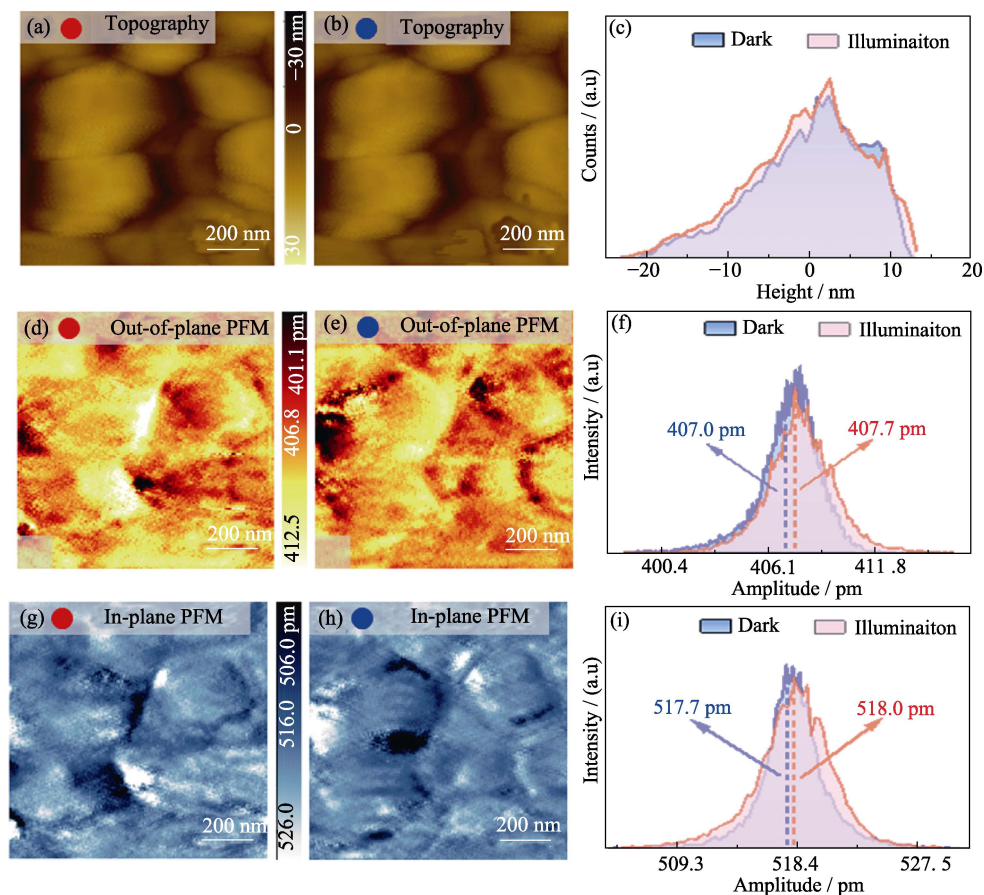 (a) Topography
−30 nm
0
30
200 nm
(b) Topography
200 nm
(c)
Dark
Illuminaiton
Counts / (a.u)
−20
−10
0
10
20
Height / nm
(d) Out-of-plane PFM
401.1 pm
406.8
412.5
200 nm
(e) Out-of-plane PFM
200 nm
(f)
Dark
Illuminaiton
407.0 pm
407.7 pm
Intensity / (a.u)
400.4
406.1
411.8
Amplitude / pm
(g) In-plane PFM
506.0 pm
516.0
526.0
200 nm
(h) In-plane PFM
200 nm
(i)
Dark
Illuminaiton
517.7 pm
518.0 pm
Intensity / (a.u)
509.3
518.4
527.5
Amplitude / pm